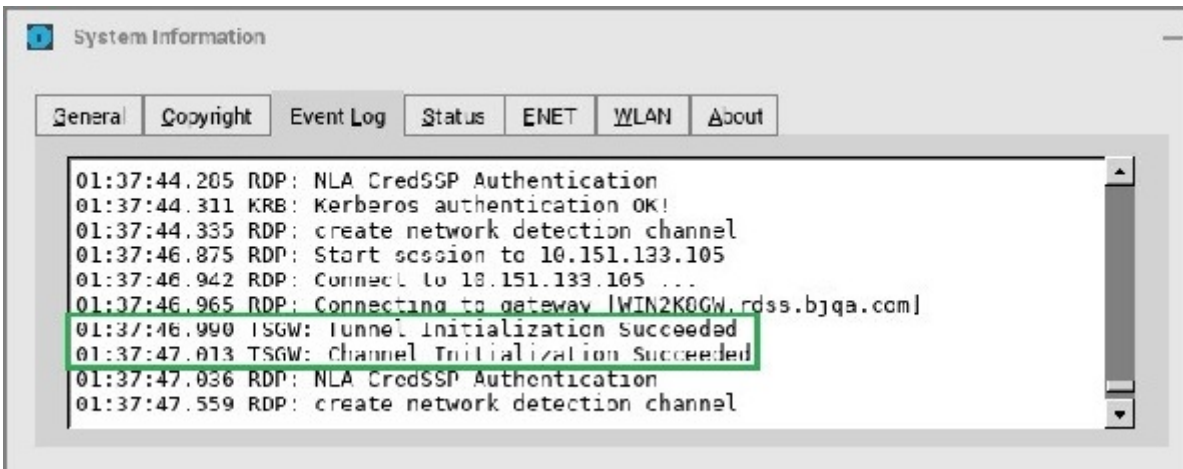 System Information
General Copyright Event Log Status ENET WLAN About
01:37:44.285 RDP: NLA CredSSP Authentication
01:37:44.311 KRB: Kerberos authentication OK!
01:37:44.335 RDP: create network detection channel
01:37:46.875 RDP: Start session to 10.151.133.105
01:37:46.942 RDP: Connect to 10.151.133.105 ...
01:37:46.965 RDP: Connecting to gateway [WIN2K8GW.rdss.bjqa.com]
01:37:46.990 TSGW: Tunnel Initialization Succeeded
01:37:47.013 TSGW: Channel Initialization Succeeded
01:37:47.036 RDP: NLA CredSSP Authentication
01:37:47.559 RDP: create network detection channel